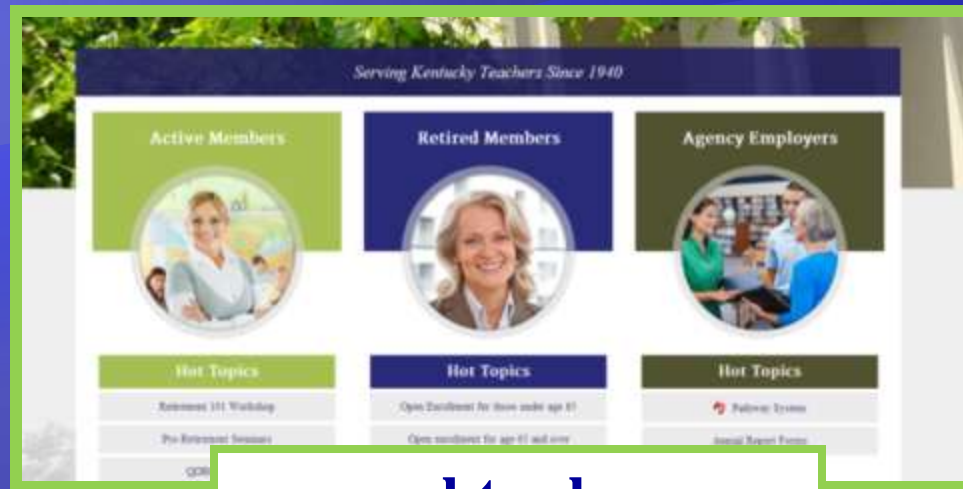 Serving Kentucky Teachers Since 1940
Active Members
Retired Members
Agency Employers
Hot Topics
Hot Topics
Hot Topics
Retirement 101 Workshop
Open Enrollment for those under age 65
Pathway System
Pre-Retirement Seminars
Open enrollment for age 65 and over
Annual Report Forms